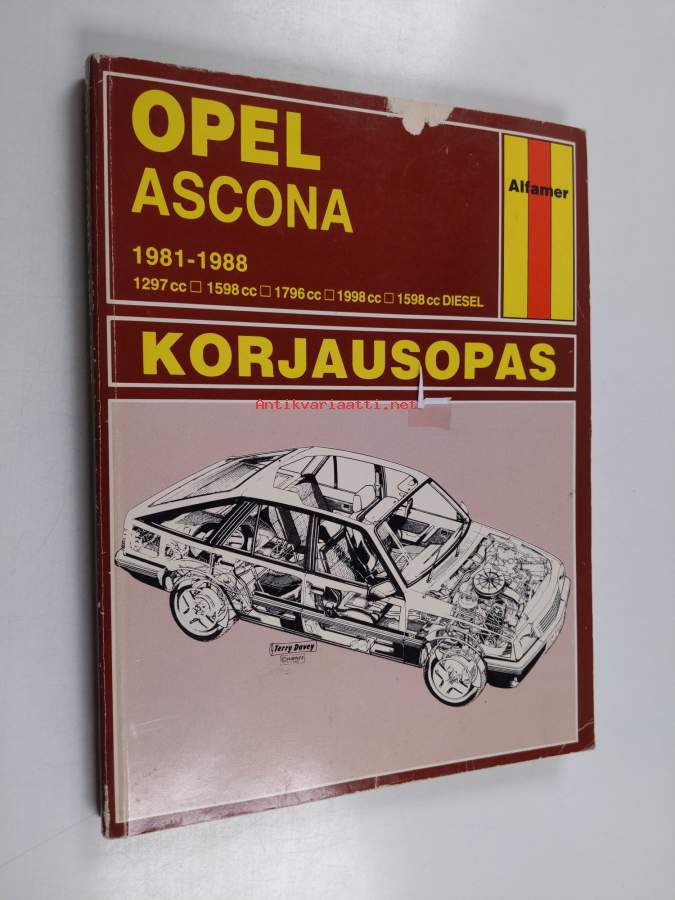 OPEL
ASCONA
Alfamer
1981-1988
1297 cc □ 1598 cc □ 1796 cc □ 1998 cc □ 1598 cc DIESEL
KORJAUSOPAS
Antikvariaatti.net
Terry Davey